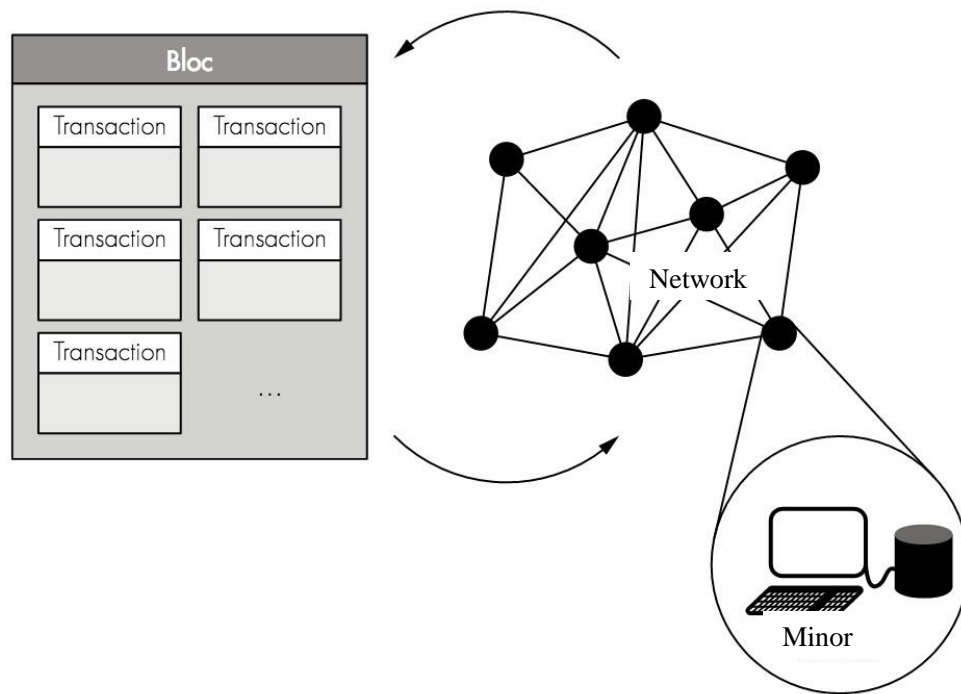 Bloc
Transaction
Transaction
Transaction
Transaction
Transaction
...
Network
Minor